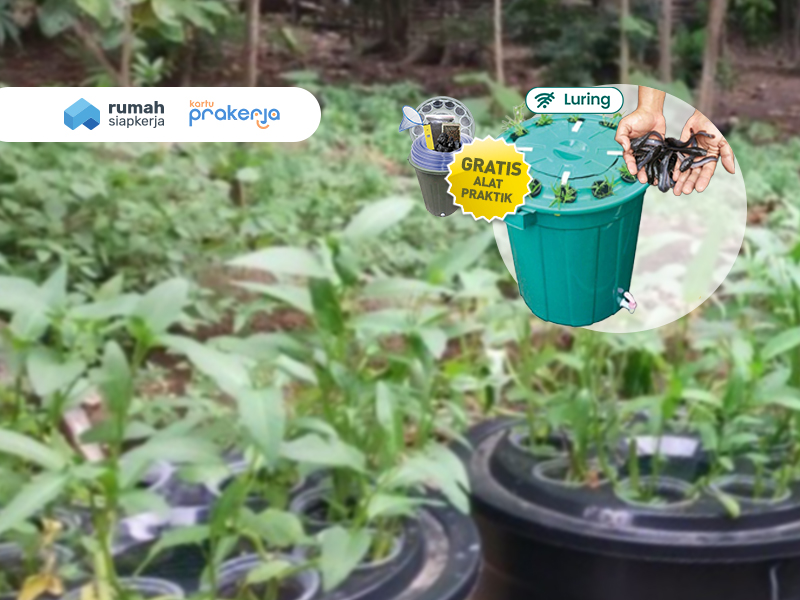 rumah
siapkerja
kartu
prakerja
Luring
GRATIS
ALAT
PRAKTIK